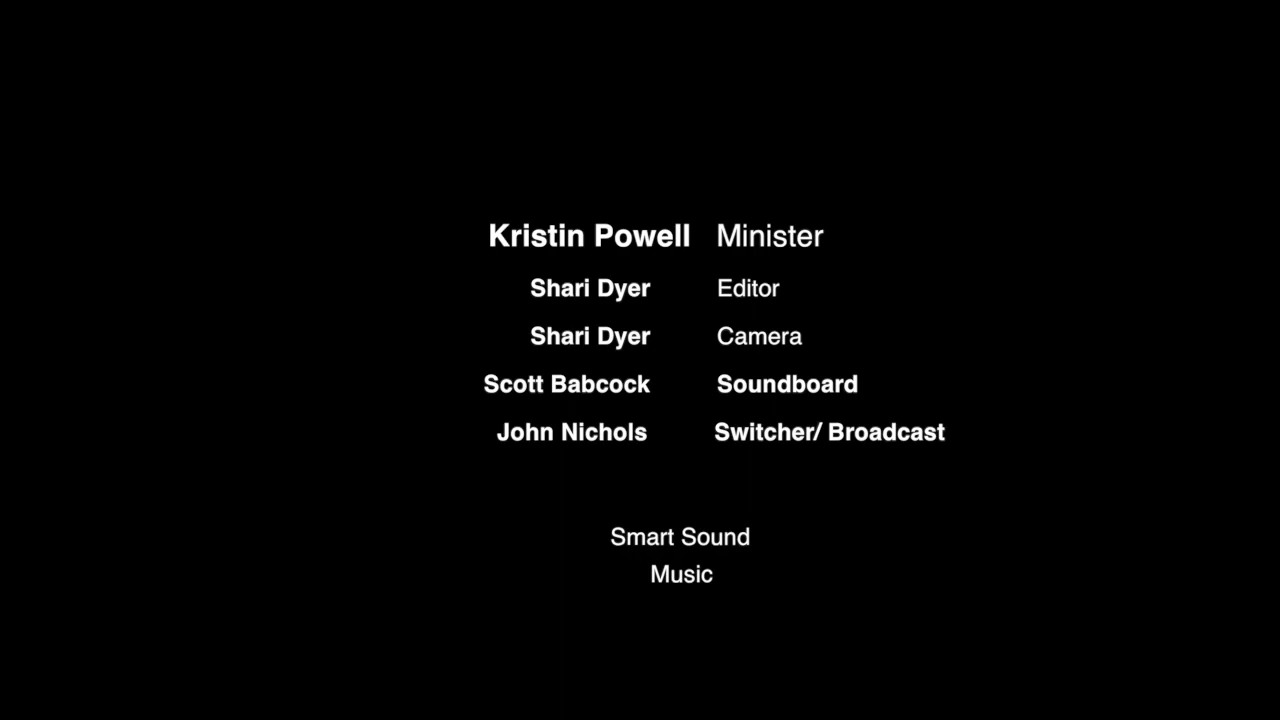 Kristin Powell Minister
Shari Dyer Editor
Shari Dyer Camera
Scott Babcock Soundboard
John Nichols Switcher/ Broadcast
Smart Sound
Music